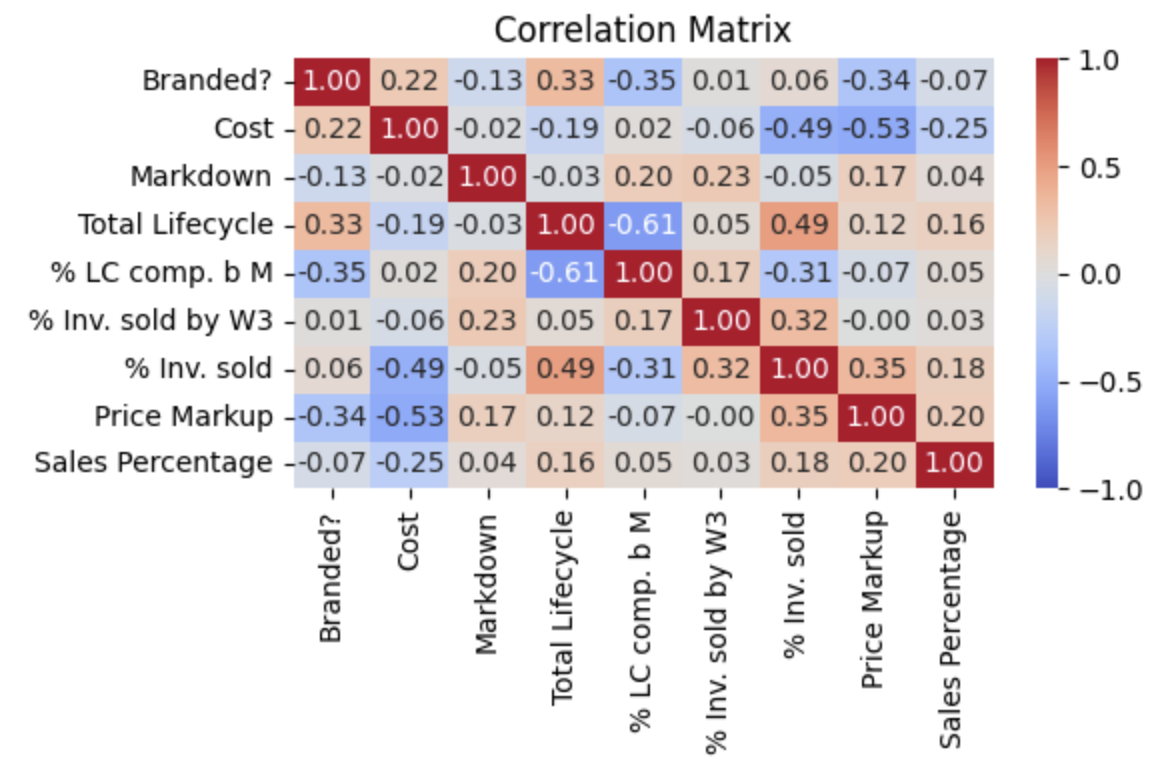 Correlation Matrix
Branded? 1.00 0.22 -0.13 0.33 -0.35 0.01 0.06 -0.34 -0.07
Cost 0.22 1.00 -0.02 -0.19 0.02 -0.06 -0.49 -0.53 -0.25
Markdown -0.13 -0.02 1.00 -0.03 0.20 0.23 -0.05 0.17 0.04
Total Lifecycle 0.33 -0.19 -0.03 1.00 -0.61 0.05 0.49 0.12 0.16
% LC comp. b M -0.35 0.02 0.20 -0.61 1.00 0.17 -0.31 -0.07 0.05
% Inv. sold by W3 0.01 -0.06 0.23 0.05 0.17 1.00 0.32 -0.00 0.03
% Inv. sold 0.06 -0.49 -0.05 0.49 -0.31 0.32 1.00 0.35 0.18
Price Markup -0.34 -0.53 0.17 0.12 -0.07 -0.00 0.35 1.00 0.20
Sales Percentage -0.07 -0.25 0.04 0.16 0.05 0.03 0.18 0.20 1.00
Branded?
Cost
Markdown
Total Lifecycle
% LC comp. b M
% Inv. sold by W3
% Inv. sold
Price Markup
Sales Percentage
1.0
0.5
0.0
−0.5
−1.0